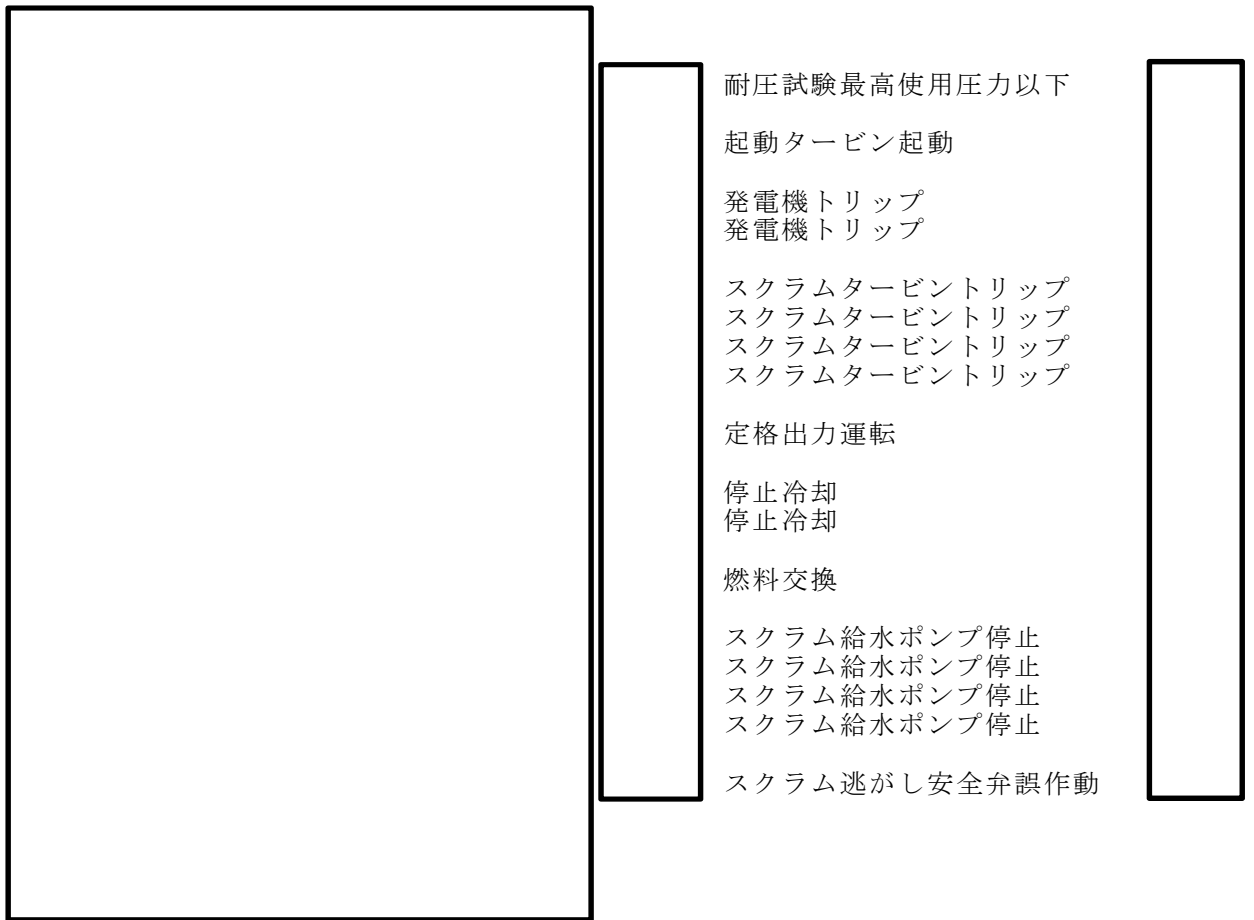 耐圧試験最高使用圧力以下
起動タービン起動
発電機トリップ
発電機トリップ
スクラムタービントリップ
スクラムタービントリップ
スクラムタービントリップ
スクラムタービントリップ
定格出力運転
停止冷却
停止冷却
燃料交換
スクラム給水ポンプ停止
スクラム給水ポンプ停止
スクラム給水ポンプ停止
スクラム給水ポンプ停止
スクラム逃がし安全弁誤作動